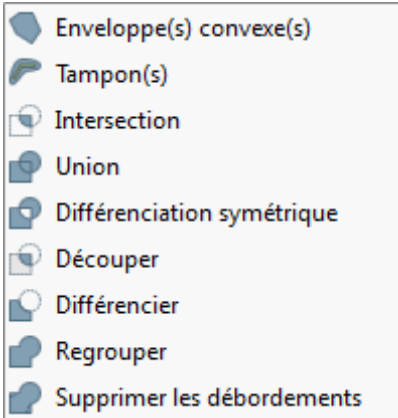 Enveloppe(s) convexe(s)
Tampon(s)
Intersection
Union
Différenciation symétrique
Découper
Différencier
Regrouper
Supprimer les débordements